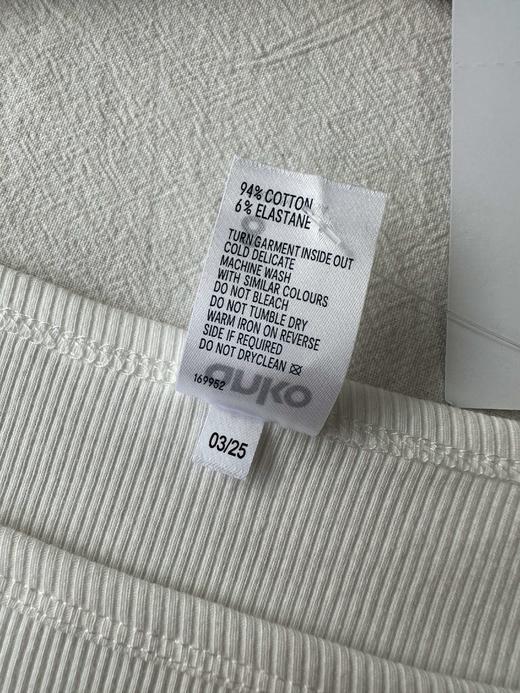 94% COTTON
6% ELASTANE
TURN GARMENT INSIDE OUT
COLD DELICATE
MACHINE WASH
WITH SIMILAR COLOURS
DO NOT BLEACH
DO NOT TUMBLE DRY
WARM IRON ON REVERSE
SIDE IF REQUIRED
DO NOT DRYCLEAN
169952
03/25